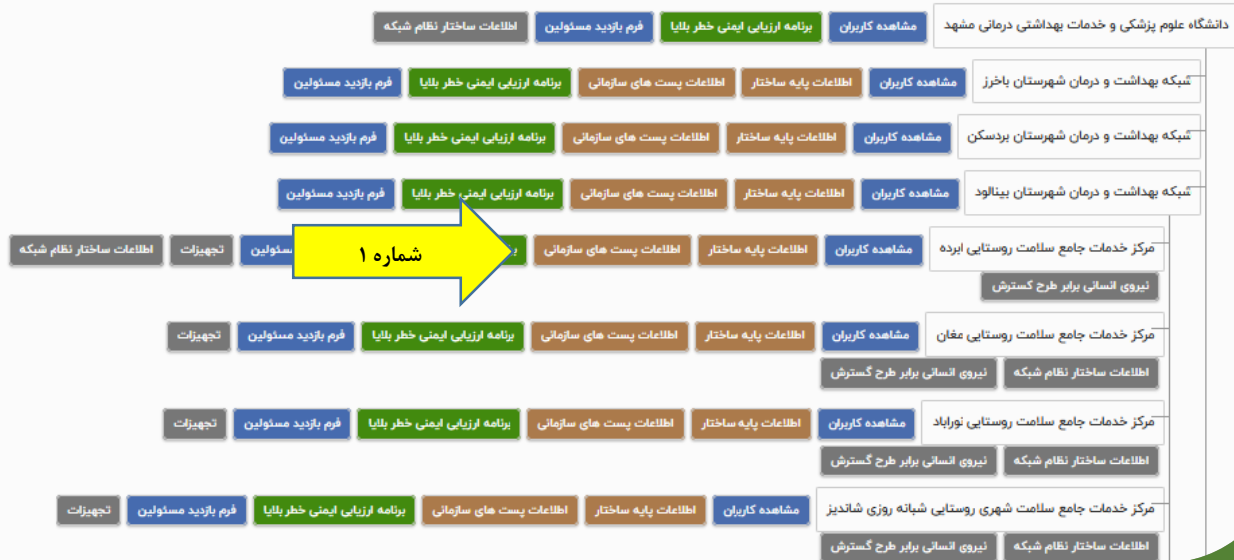 دانشگاه علوم پزشکی و خدمات بهداشتی درمانی مشهد مشاهده کاربران برنامه ارزیابی ایمنی خطر بلایا فرم بازدید مسئولین اطلاعات ساختار نظام شبکه
شبکه بهداشت و درمان شهرستان باخرز مشاهده کاربران اطلاعات پایه ساختار اطلاعات پست های سازمانی برنامه ارزیابی ایمنی خطر بلایا فرم بازدید مسئولین
شبکه بهداشت و درمان شهرستان بردسکن مشاهده کاربران اطلاعات پایه ساختار اطلاعات پست های سازمانی برنامه ارزیابی ایمنی خطر بلایا فرم بازدید مسئولین
شبکه بهداشت و درمان شهرستان بینالود مشاهده کاربران اطلاعات پایه ساختار اطلاعات پست های سازمانی برنامه ارزیابی ایمنی خطر بلایا فرم بازدید مسئولین
مرکز خدمات جامع سلامت روستایی ابرده مشاهده کاربران اطلاعات پایه ساختار اطلاعات پست های سازمانی شماره ۱ مسئولین تجهیزات اطلاعات ساختار نظام شبکه
نیروی انسانی برابر طرح گسترش
مرکز خدمات جامع سلامت روستایی مغان مشاهده کاربران اطلاعات پایه ساختار اطلاعات پست های سازمانی برنامه ارزیابی ایمنی خطر بلایا فرم بازدید مسئولین تجهیزات
اطلاعات ساختار نظام شبکه نیروی انسانی برابر طرح گسترش
مرکز خدمات جامع سلامت روستایی نوراباد مشاهده کاربران اطلاعات پایه ساختار اطلاعات پست های سازمانی برنامه ارزیابی ایمنی خطر بلایا فرم بازدید مسئولین تجهیزات
اطلاعات ساختار نظام شبکه نیروی انسانی برابر طرح گسترش
مرکز خدمات جامع سلامت شهری روستایی شبانه روزی شاندیز مشاهده کاربران اطلاعات پایه ساختار اطلاعات پست های سازمانی برنامه ارزیابی ایمنی خطر بلایا فرم بازدید مسئولین تجهیزات
اطلاعات ساختار نظام شبکه نیروی انسانی برابر طرح گسترش